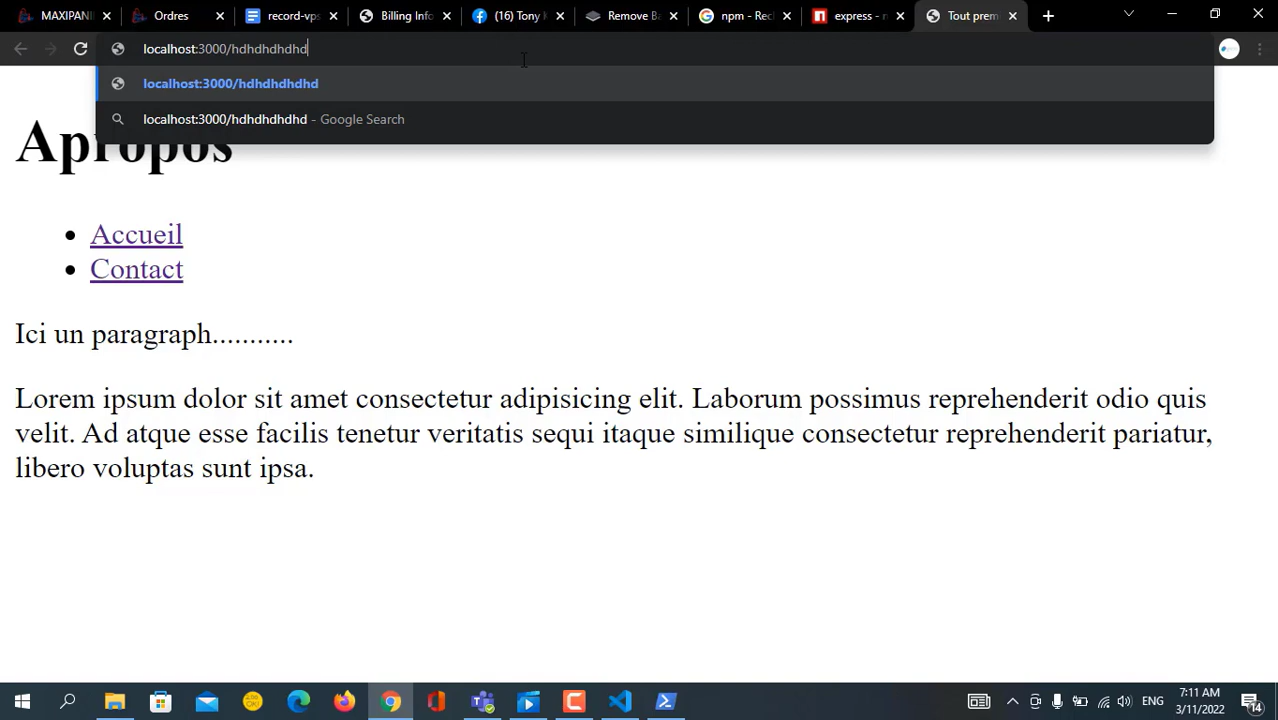 MAXIPANI
Ordres
record-vps
Billing Info
(16) Tony
Remove Ba
npm - Rec
express - n
Tout prem
localhost:3000/hdhdhdhdhd
localhost:3000/hdhdhdhdhd
localhost:3000/hdhdhdhdhd - Google Search
Apropos
Accueil
Contact
Ici un paragraph...........
Lorem ipsum dolor sit amet consectetur adipisicing elit. Laborum possimus reprehenderit odio quis
velit. Ad atque esse facilis tenetur veritatis sequi itaque similique consectetur reprehenderit pariatur,
libero voluptas sunt ipsa.
ENG
7:11 AM
3/11/2022
14